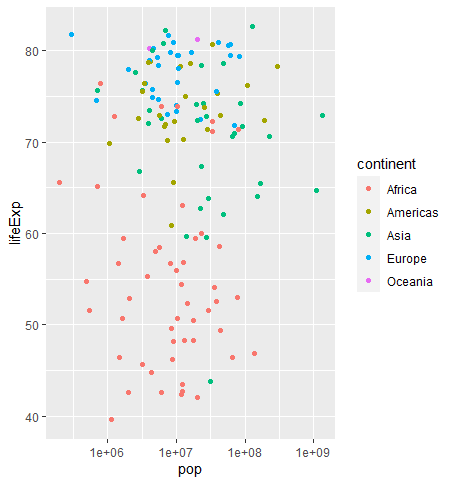 80
70
60
50
40
lifeExp
1e+06 1e+07 1e+08 1e+09
pop
continent
Africa
Americas
Asia
Europe
Oceania